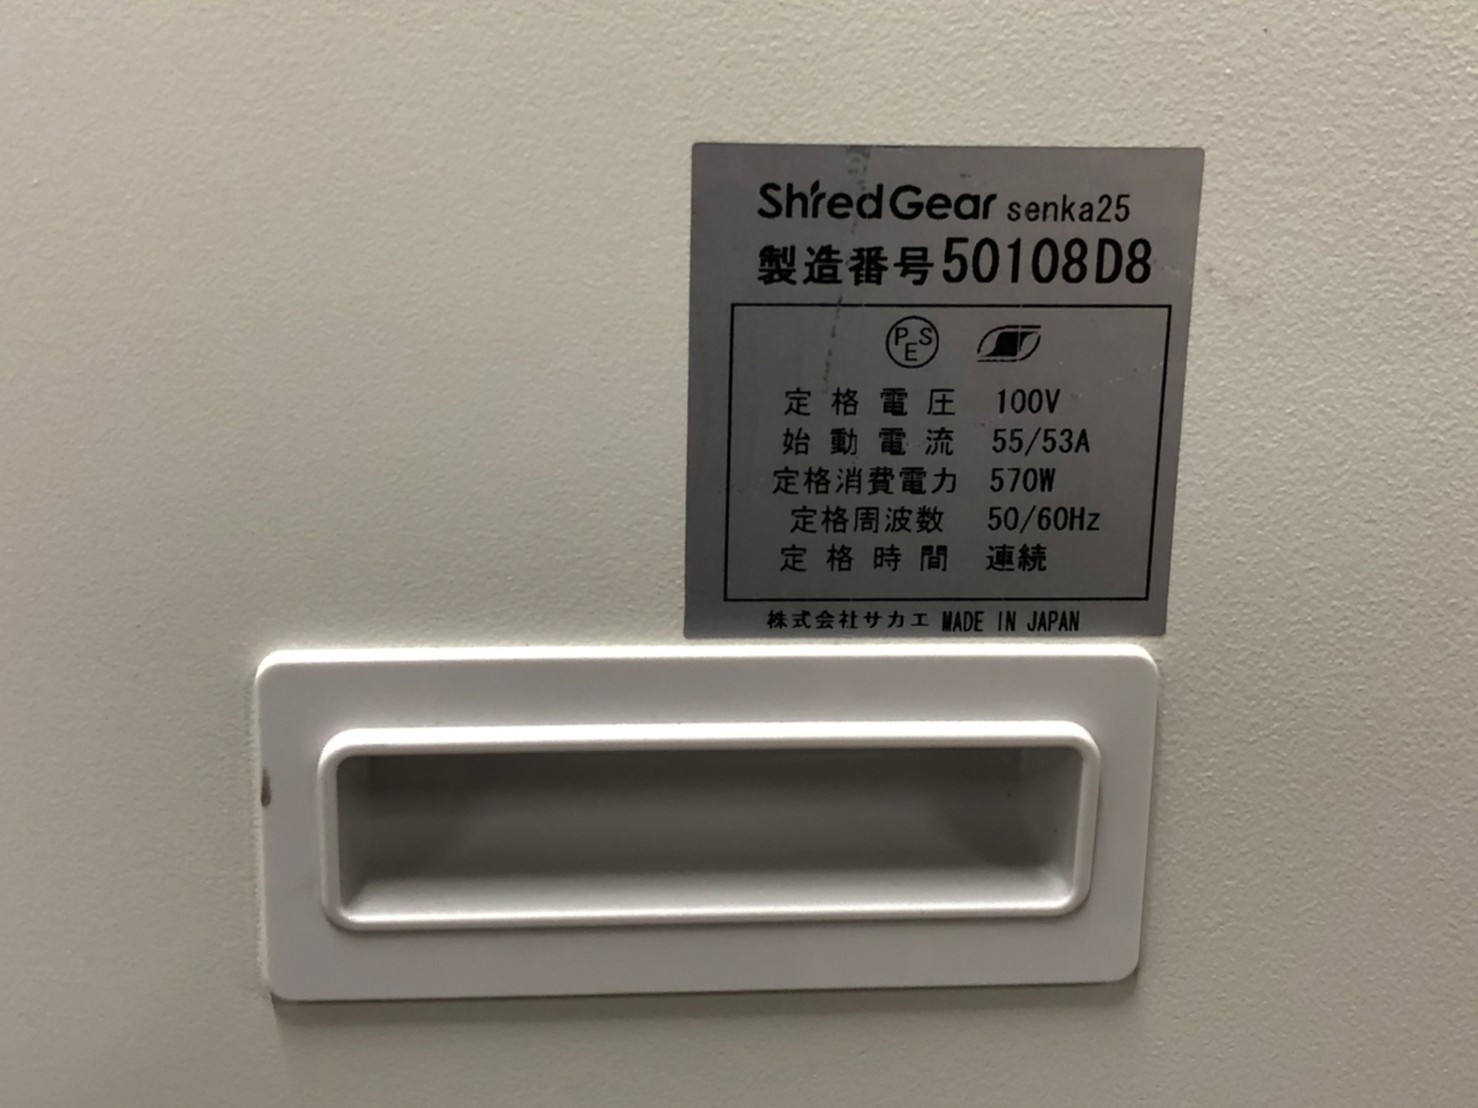 ShredGear senka25
製造番号50108D8
PSE
定格電圧 100V
始動電流 55/53A
定格消費電力 570W
定格周波数 50/60Hz
定格時間 連続
株式会社サカエ MADE IN JAPAN